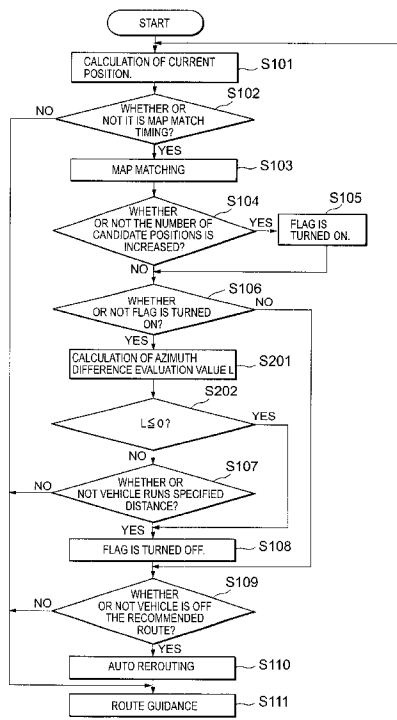 START
CALCULATION OF CURRENT
POSITION.
S101
S102
NO
WHETHER OR
NOT IT IS MAP MATCH
TIMING?
YES
MAP MATCHING
S103
S104
WHETHER
OR NOT THE NUMBER OF
CANDIDATE POSITIONS IS
INCREASED?
YES
S105
FLAG IS
TURNED ON.
NO
S106
WHETHER
OR NOT FLAG IS TURNED
ON?
NO
YES
CALCULATION OF AZIMUTH
DIFFERENCE EVALUATION VALUE L
S201
S202
L≦0?
YES
NO
S107
WHETHER OR
NOT VEHICLE RUNS SPECIFIED
DISTANCE?
NO
YES
FLAG IS TURNED OFF.
S108
S109
WHETHER
OR NOT VEHICLE IS OFF
THE RECOMMENDED
ROUTE?
NO
YES
AUTO REROUTING
S110
ROUTE GUIDANCE
S111